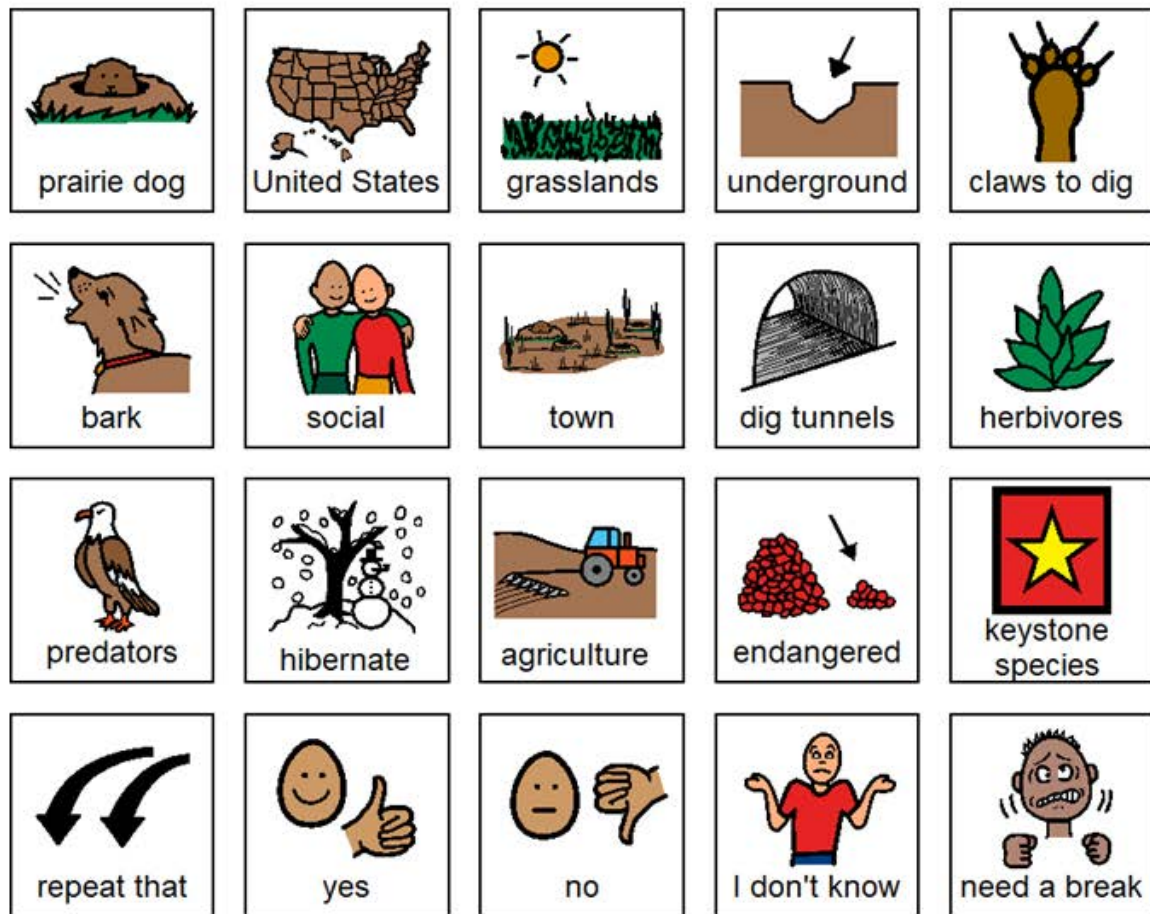 prairie dog
United States
grasslands
underground
claws to dig
bark
social
town
dig tunnels
herbivores
predators
hibernate
agriculture
endangered
keystone
species
repeat that
yes
no
I don't know
need a break